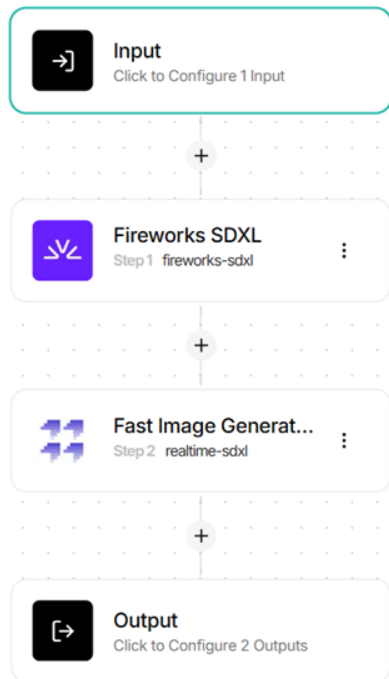 Input
Click to Configure 1 Input
Fireworks SDXL
Step 1 fireworks-sdxl
Fast Image Generat...
Step 2 realtime-sdxl
Output
Click to Configure 2 Outputs